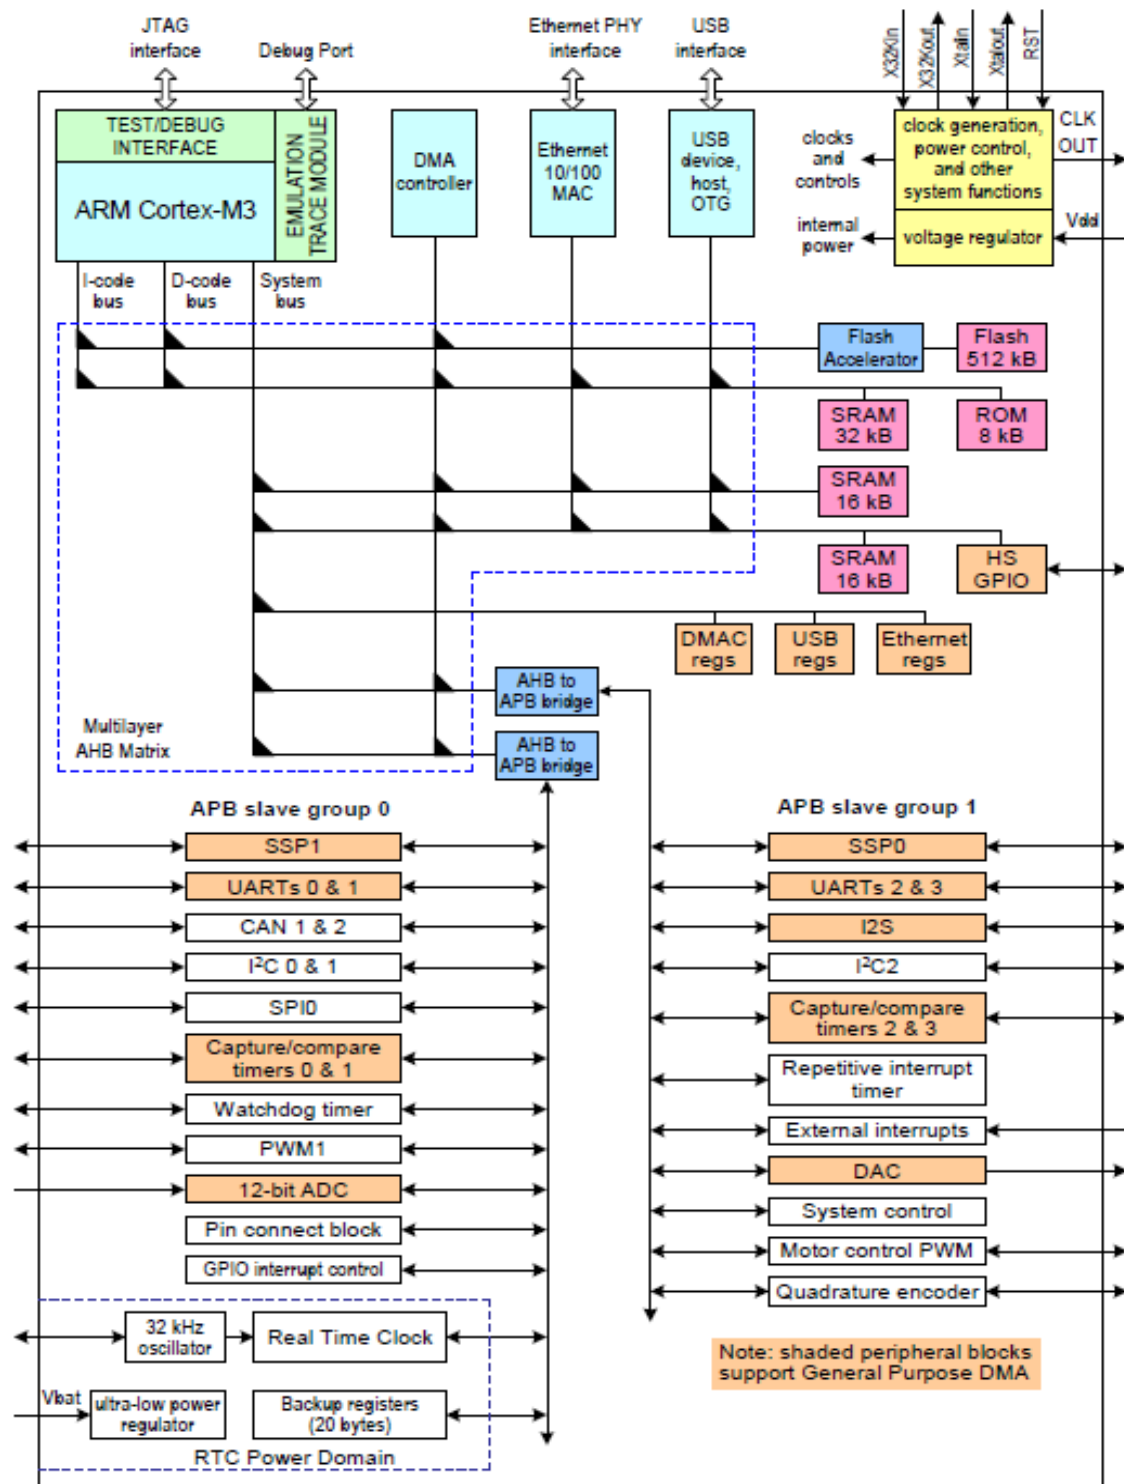 JTAG
interface
Debug Port
Ethernet PHY
interface
USB
interface
X32Kin
X32Kout
Xtalin
Xtalout
RST
TEST/DEBUG
INTERFACE
ARM Cortex-M3
EMULATION
TRACE MODULE
DMA
controller
Ethernet
10/100
MAC
USB
device,
host,
OTG
clocks
and
controls
clock generation,
power control,
and other
system functions
CLK
OUT
internal
power
voltage regulator
Vdd
I-code
bus
D-code
bus
System
bus
Flash
Accelerator
Flash
512 kB
SRAM
32 kB
ROM
8 kB
SRAM
16 kB
SRAM
16 kB
HS
GPIO
DMAC
regs
USB
regs
Ethernet
regs
AHB to
APB bridge
Multilayer
AHB Matrix
AHB to
APB bridge
APB slave group 0
SSP1
UARTs 0 & 1
CAN 1 & 2
I²C 0 & 1
SPI0
Capture/compare
timers 0 & 1
Watchdog timer
PWM1
12-bit ADC
Pin connect block
GPIO interrupt control
APB slave group 1
SSP0
UARTs 2 & 3
I2S
I²C2
Capture/compare
timers 2 & 3
Repetitive interrupt
timer
External interrupts
DAC
System control
Motor control PWM
Quadrature encoder
32 kHz
oscillator
Real Time Clock
Vbat
ultra-low power
regulator
Backup registers
(20 bytes)
RTC Power Domain
Note: shaded peripheral blocks
support General Purpose DMA